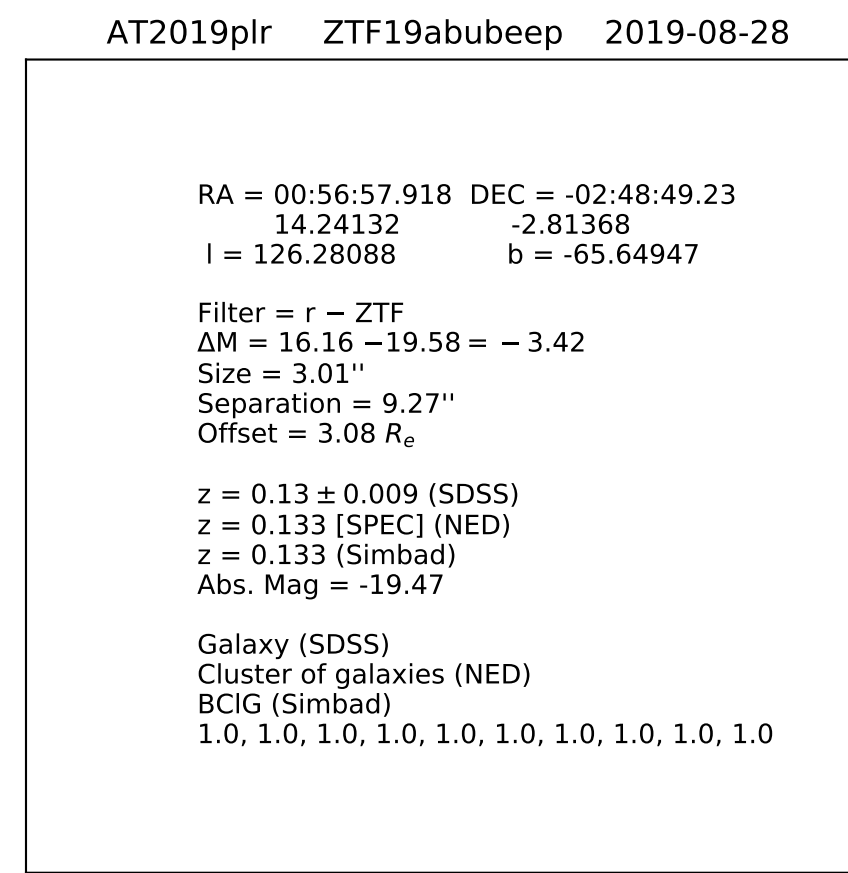 AT2019plr ZTF19abubeep 2019-08-28
RA = 00:56:57.918 DEC = -02:48:49.23
14.24132 -2.81368
l = 126.28088 b = -65.64947
Filter = r − ZTF
ΔM = 16.16 −19.58 = − 3.42
Size = 3.01''
Separation = 9.27''
Offset = 3.08 Rₑ
z = 0.13 ± 0.009 (SDSS)
z = 0.133 [SPEC] (NED)
z = 0.133 (Simbad)
Abs. Mag = -19.47
Galaxy (SDSS)
Cluster of galaxies (NED)
BClG (Simbad)
1.0, 1.0, 1.0, 1.0, 1.0, 1.0, 1.0, 1.0, 1.0, 1.0